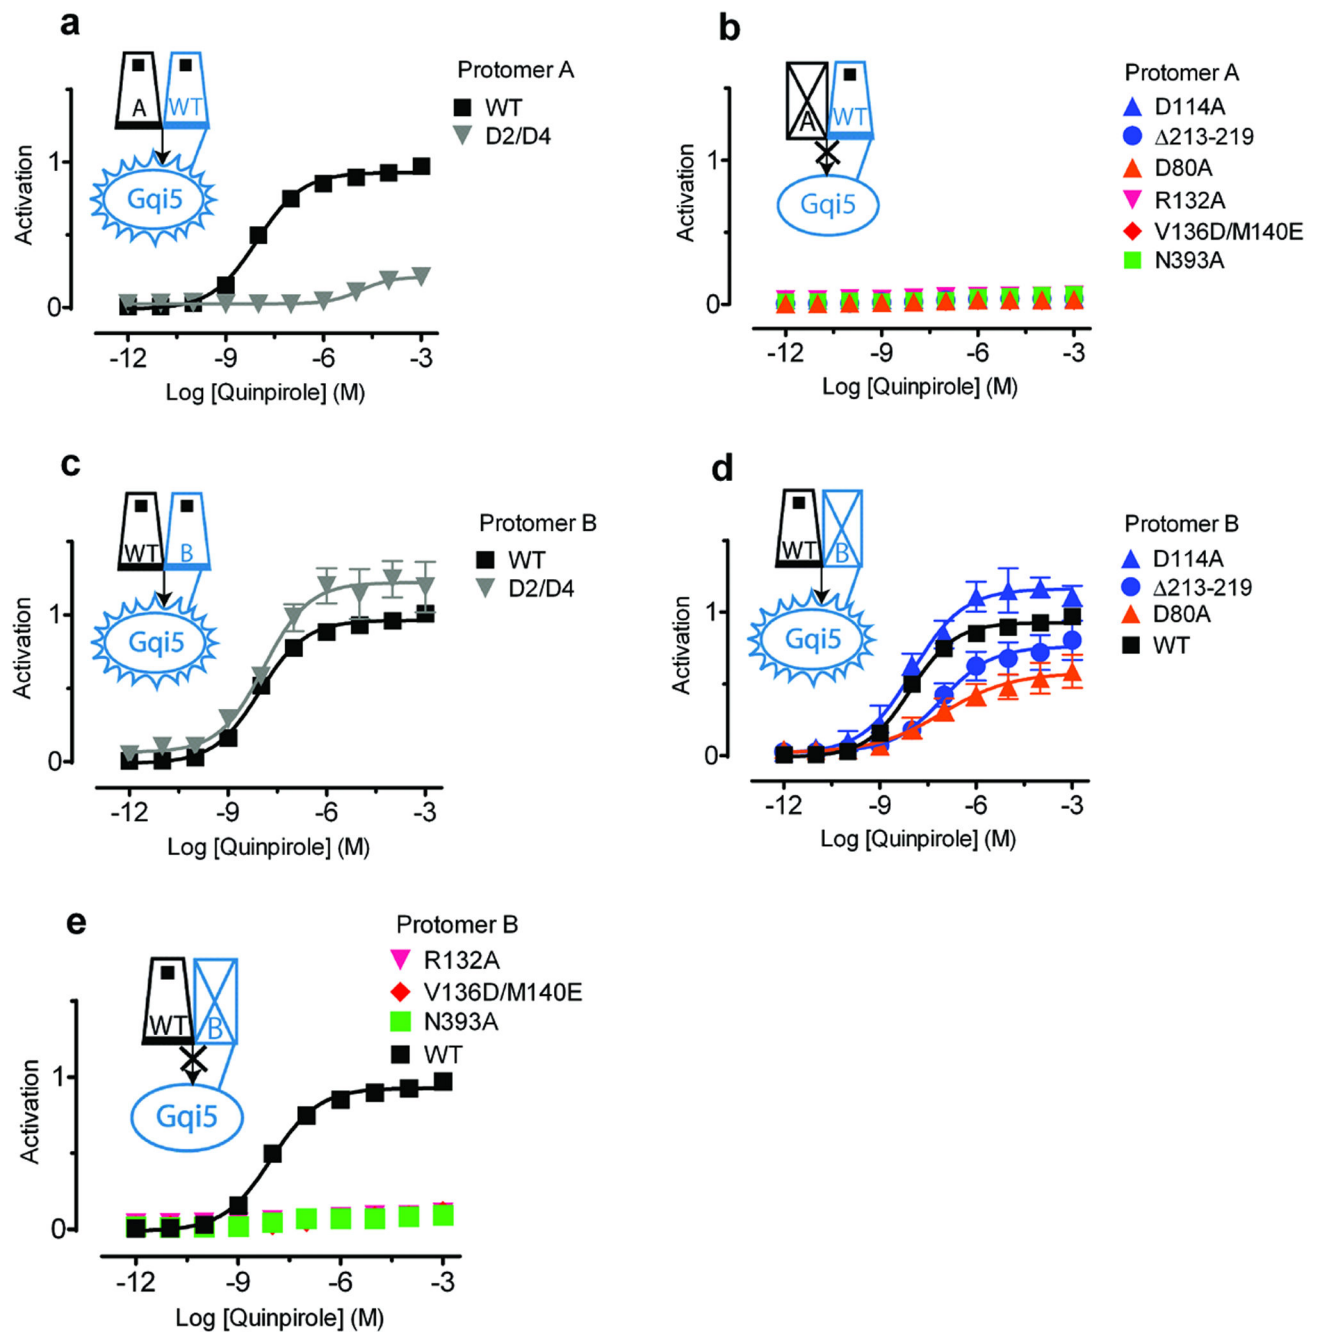 a
Protomer A
WT
D2/D4
A
WT
Gqi5
Activation
1
0
-12
-9
-6
-3
Log [Quinpirole] (M)
b
Protomer A
D114A
Δ213-219
D80A
R132A
V136D/M140E
N393A
A
WT
Gqi5
Activation
1
0
-12
-9
-6
-3
Log [Quinpirole] (M)
c
Protomer B
WT
D2/D4
WT
B
Gqi5
Activation
1
0
-12
-9
-6
-3
Log [Quinpirole] (M)
d
Protomer B
D114A
Δ213-219
D80A
WT
WT
B
Gqi5
Activation
1
0
-12
-9
-6
-3
Log [Quinpirole] (M)
e
Protomer B
R132A
V136D/M140E
N393A
WT
WT
B
Gqi5
Activation
1
0
-12
-9
-6
-3
Log [Quinpirole] (M)